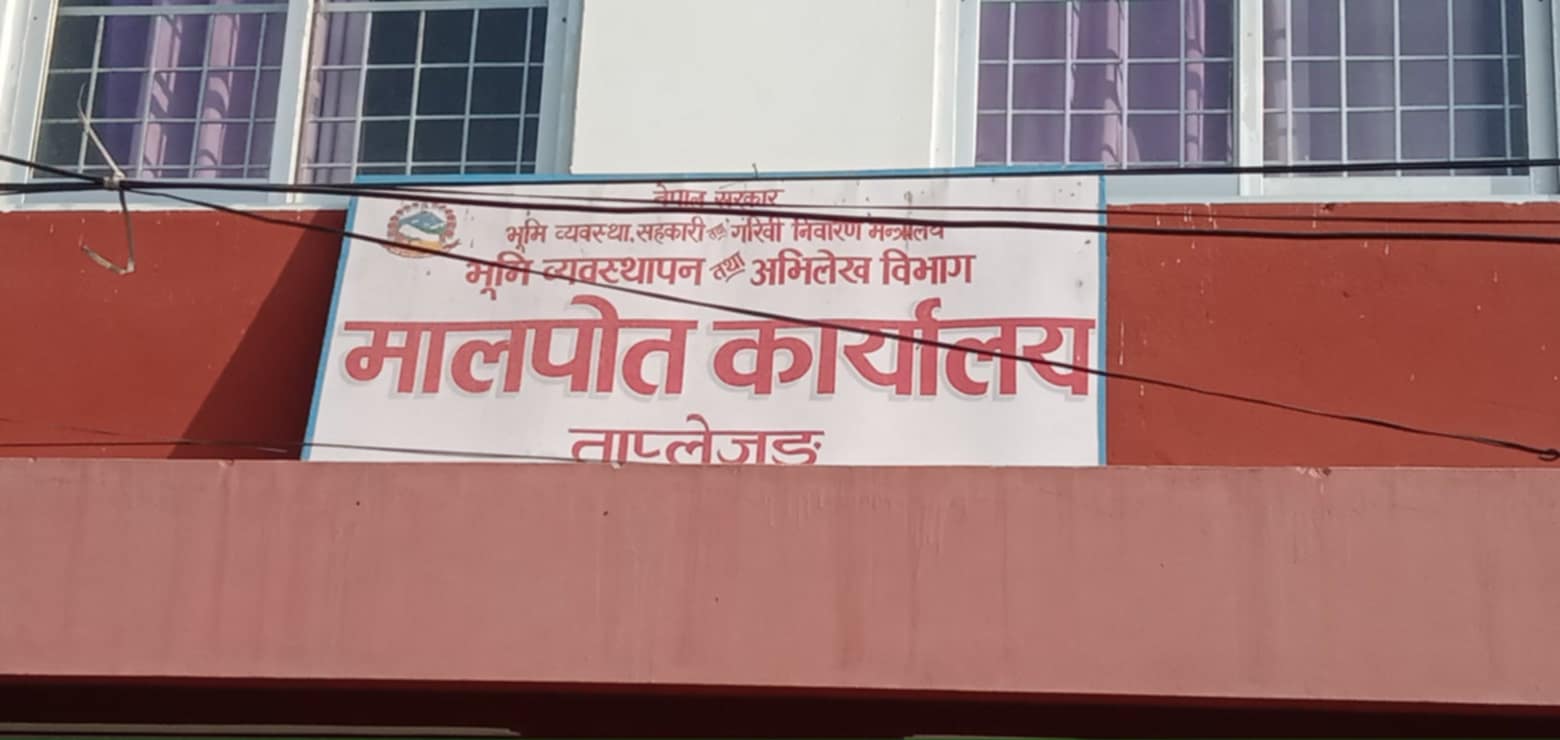 नेपाल सरकार
भूमि व्यवस्था, सहकारी तथा गरिवी निवारण मन्त्रालय
भूमि व्यवस्थापन तथा अभिलेख विभाग
मालपोत कार्यालय
ताप्लेजुङ